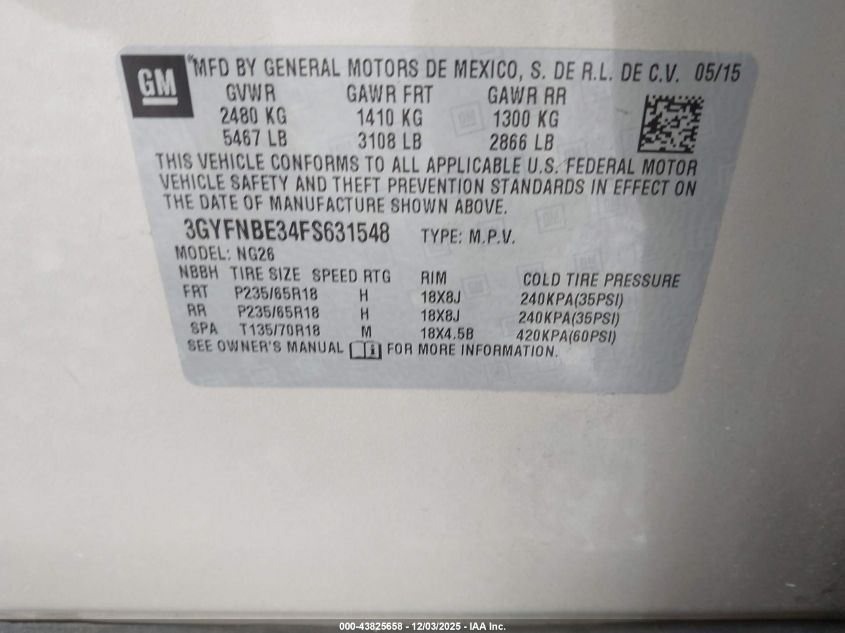 GM
MFD BY GENERAL MOTORS DE MEXICO, S. DE R.L. DE C.V. 05/15
GVWR GAWR FRT GAWR RR
2480 KG 1410 KG 1300 KG
5467 LB 3108 LB 2866 LB
THIS VEHICLE CONFORMS TO ALL APPLICABLE U.S. FEDERAL MOTOR
VEHICLE SAFETY AND THEFT PREVENTION STANDARDS IN EFFECT ON
THE DATE OF MANUFACTURE SHOWN ABOVE.
3GYFNBE34FS631548 TYPE: M.P.V.
MODEL: NG26
NBBH TIRE SIZE SPEED RTG RIM COLD TIRE PRESSURE
FRT P235/65R18 H 18X8J 240KPA(35PSI)
RR P235/65R18 H 18X8J 240KPA(35PSI)
SPA T135/70R18 M 18X4.5B 420KPA(60PSI)
SEE OWNER'S MANUAL FOR MORE INFORMATION.
000-43825658 - 12/03/2025 - IAA Inc.